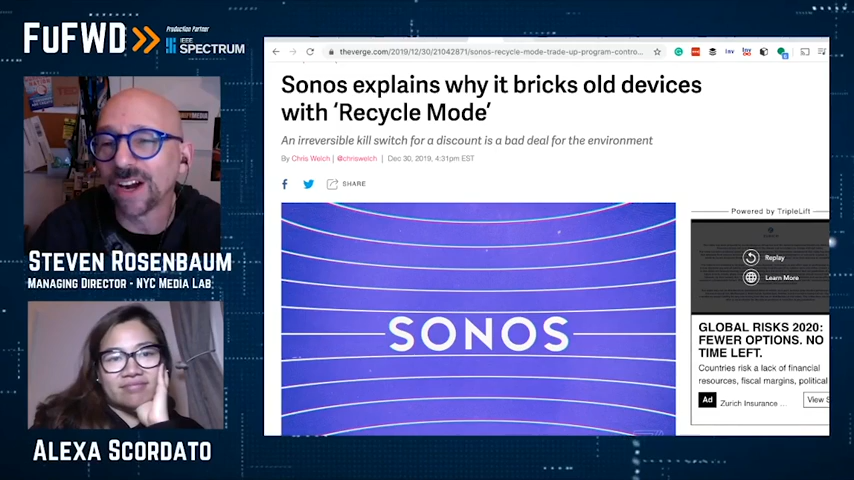 FUFWD
Production Partner
IEEE
SPECTRUM
theverge.com/2019/12/30/21042871/sonos-recycle-mode-trade-up-program-contro...
Sonos explains why it bricks old devices
with ‘Recycle Mode’
An irreversible kill switch for a discount is a bad deal for the environment
By Chris Welch | @chriswelch | Dec 30, 2019, 4:31pm EST
SHARE
SONOS
Powered by TripleLift
Replay
Learn More
GLOBAL RISKS 2020:
FEWER OPTIONS. NO
TIME LEFT.
Countries risk a lack of financial
resources, fiscal margins, political
Ad
Zurich Insurance ...
View S
STEVEN ROSENBAUM
MANAGING DIRECTOR - NYC MEDIA LAB
ALEXA SCORDATO